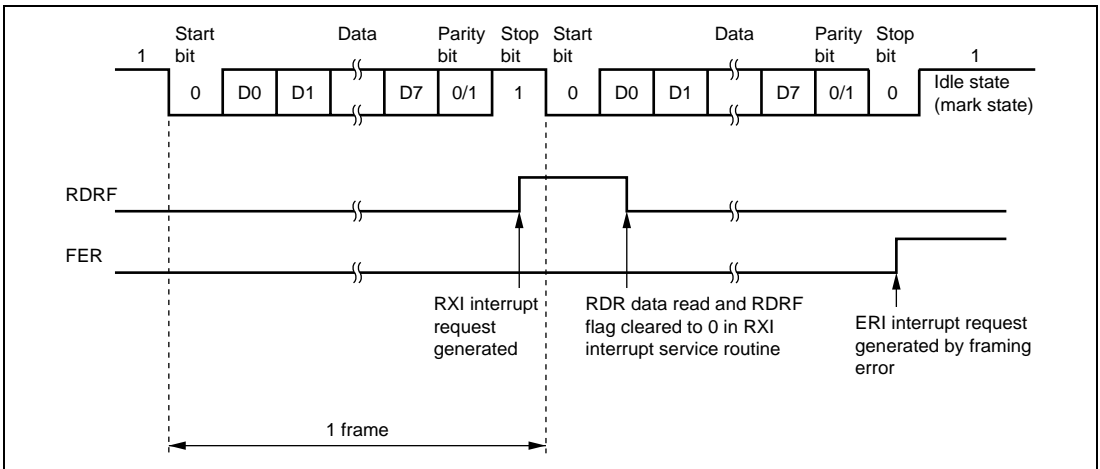 Start bit Data Parity bit Stop bit Start bit Data Parity bit Stop bit
1 1
0 D0 D1 D7 0/1 1 0 D0 D1 D7 0/1 0 Idle state (mark state)
RDRF
FER
RXI interrupt
request
generated
RDR data read and RDRF
flag cleared to 0 in RXI
interrupt service routine
ERI interrupt request
generated by framing
error
1 frame